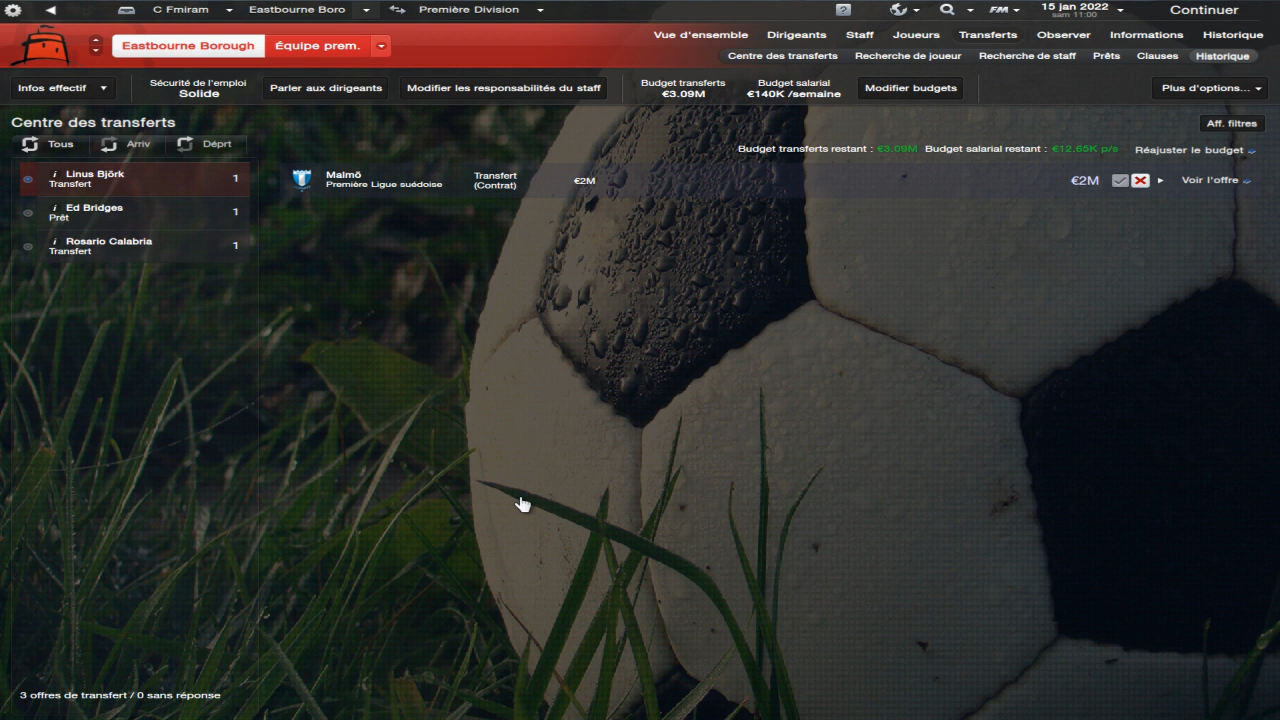 C Fmiram
Eastbourne Boro
Première Division
?
FM
15 jan 2022
sam 11:00
Continuer
Eastbourne Borough
Équipe prem.
Vue d'ensemble
Dirigeants
Staff
Joueurs
Transferts
Observer
Informations
Historique
Centre des transferts
Recherche de joueur
Recherche de staff
Prêts
Clauses
Historique
Infos effectif
Sécurité de l'emploi
Solide
Parler aux dirigeants
Modifier les responsabilités du staff
Budget transferts
€3.09M
Budget salarial
€140K /semaine
Modifier budgets
Plus d'options...
Centre des transferts
Aff. filtres
Tous
Arriv
Déprt
Budget transferts restant : €3.09M Budget salarial restant : €12.65K p/s
Réajuster le budget
i Linus Björk
Transfert
1
Malmö
Première Ligue suédoise
Transfert
(Contrat)
€2M
€2M
Voir l'offre
i Ed Bridges
Prêt
1
i Rosario Calabria
Transfert
1
3 offres de transfert / 0 sans réponse